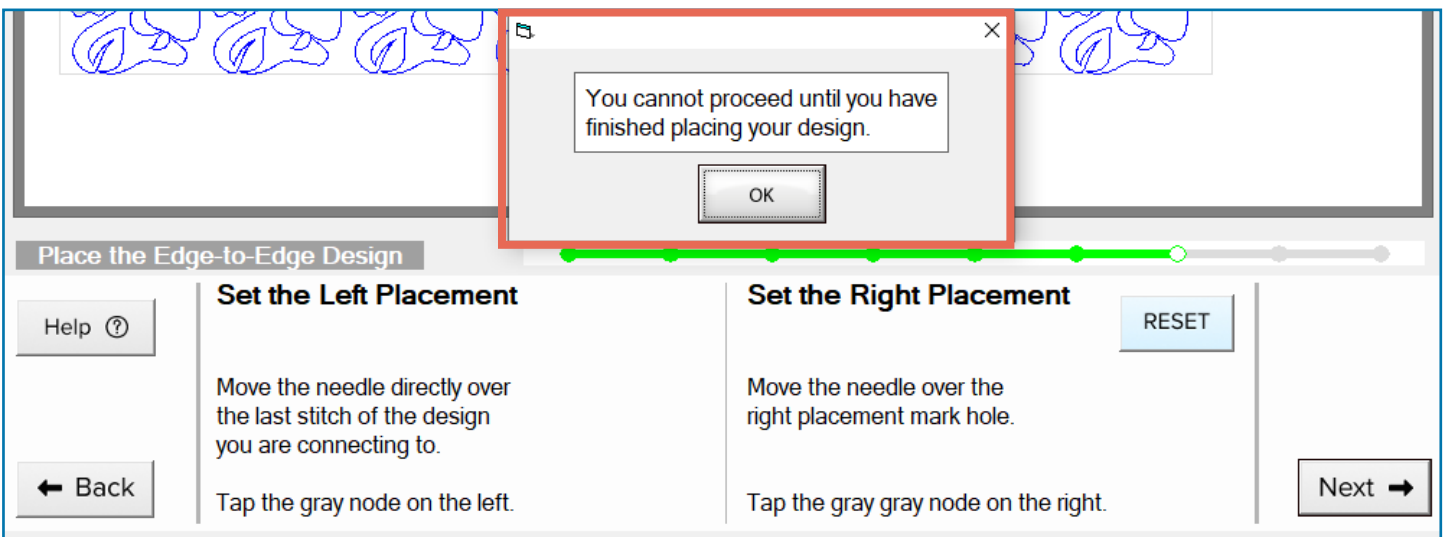 You cannot proceed until you have
finished placing your design.
OK
Place the Edge-to-Edge Design
Help
Back
Set the Left Placement
Move the needle directly over
the last stitch of the design
you are connecting to.
Tap the gray node on the left.
Set the Right Placement
RESET
Move the needle over the
right placement mark hole.
Tap the gray gray node on the right.
Next